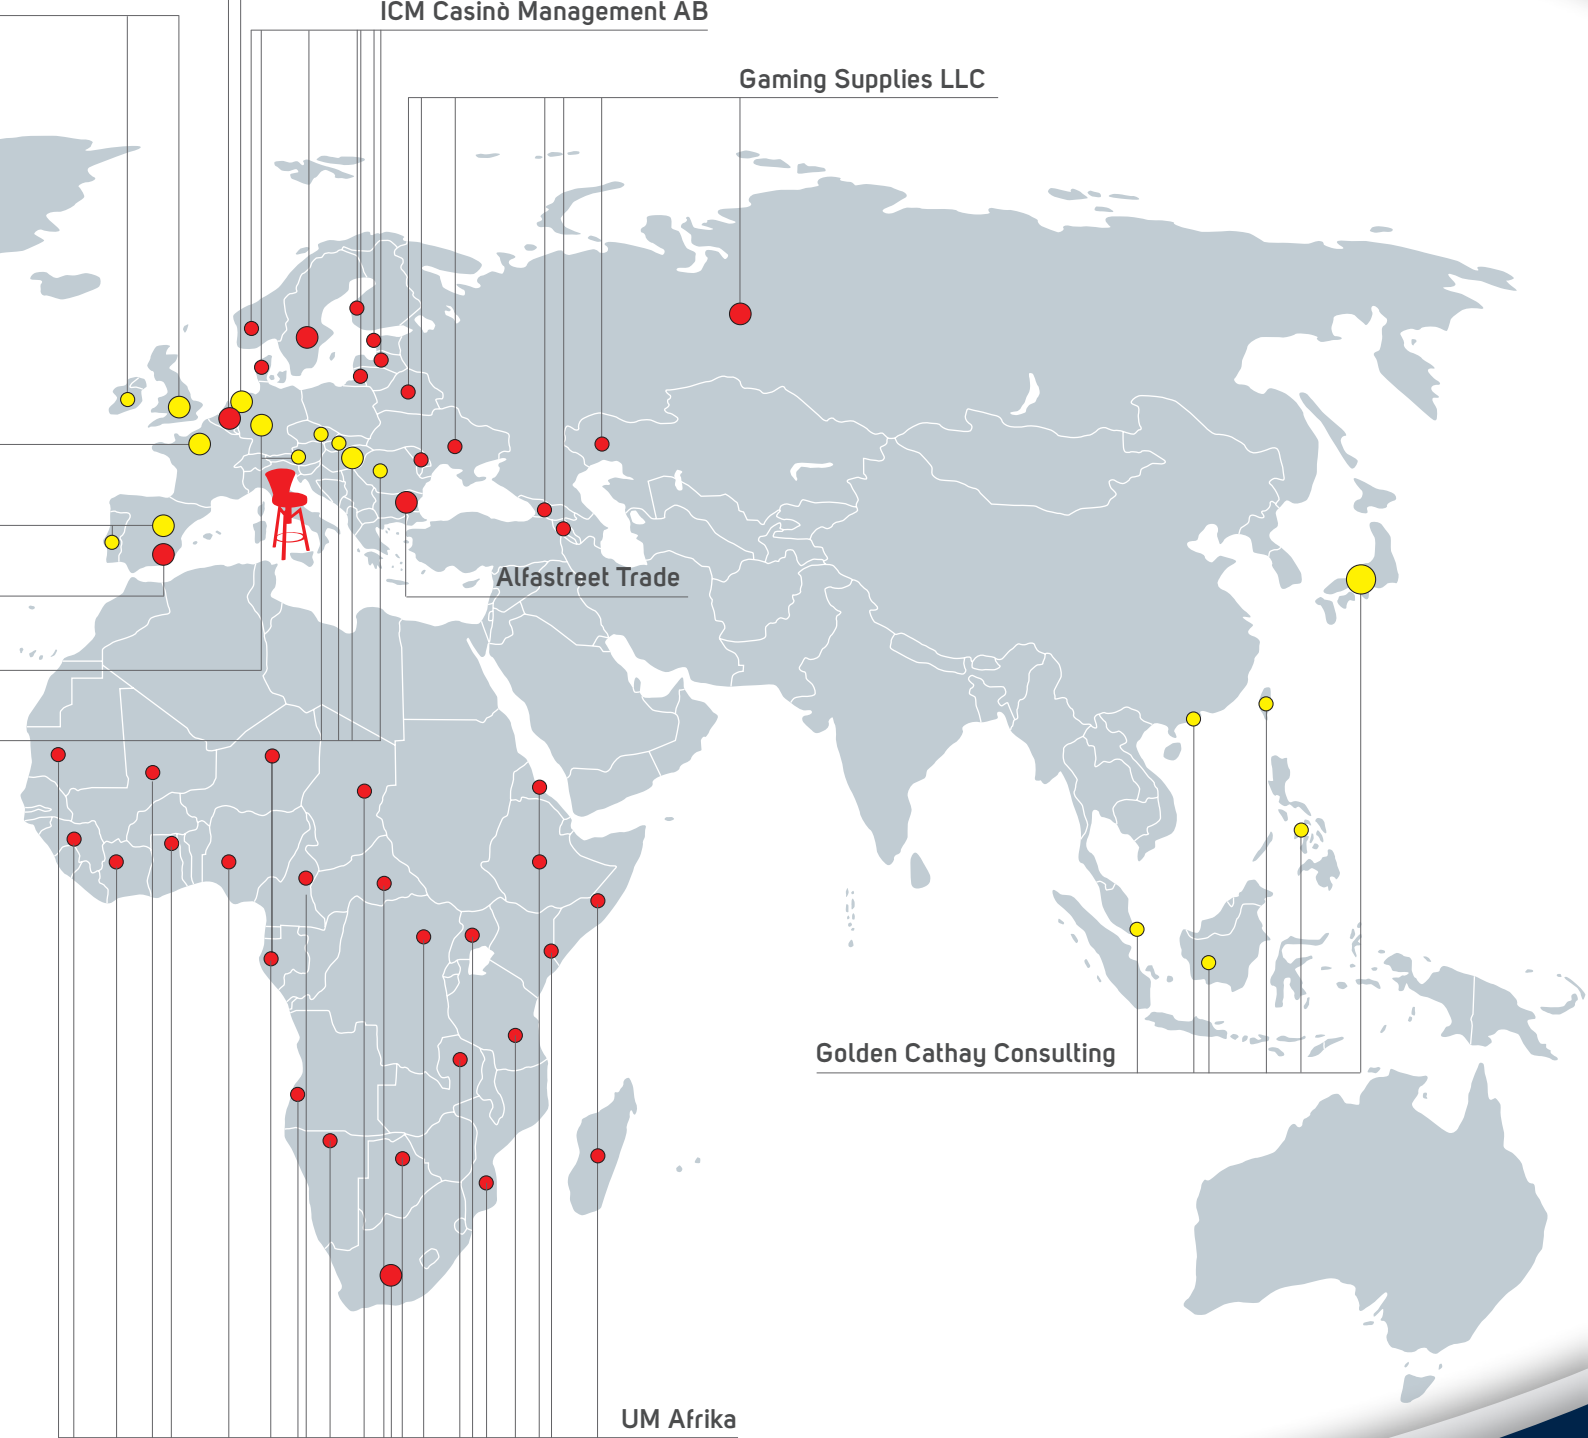 ICM Casinò Management AB
Gaming Supplies LLC
Alfastreet Trade
Golden Cathay Consulting
UM Afrika